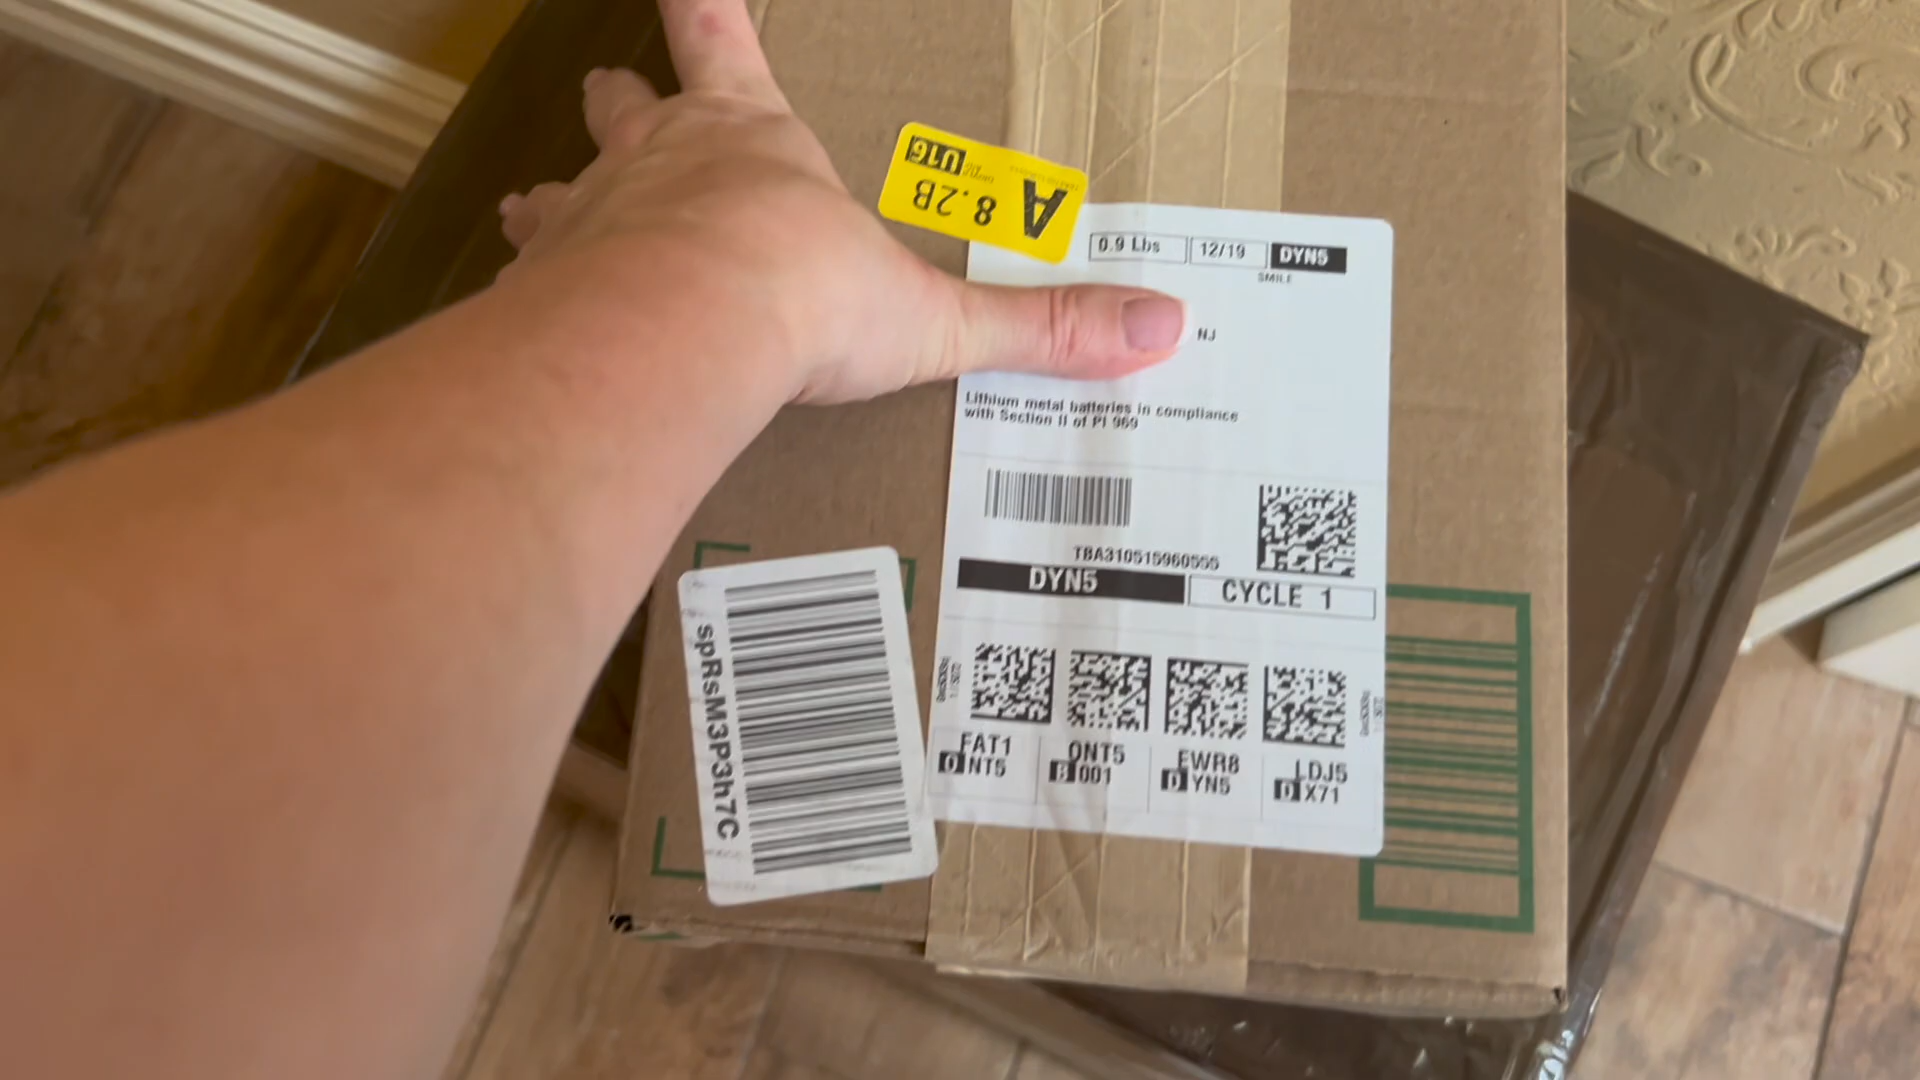 U16
8.2B
A
0.9 Lbs
12/19
DYN5
SMILE
NJ
Lithium metal batteries in compliance
with Section II of PI 969
TBA310515960555
DYN5
CYCLE 1
spRsM3P3h7C
FAT1
ONT5
EWR8
LDJ5
O NT5
B 001
D YN5
D X71